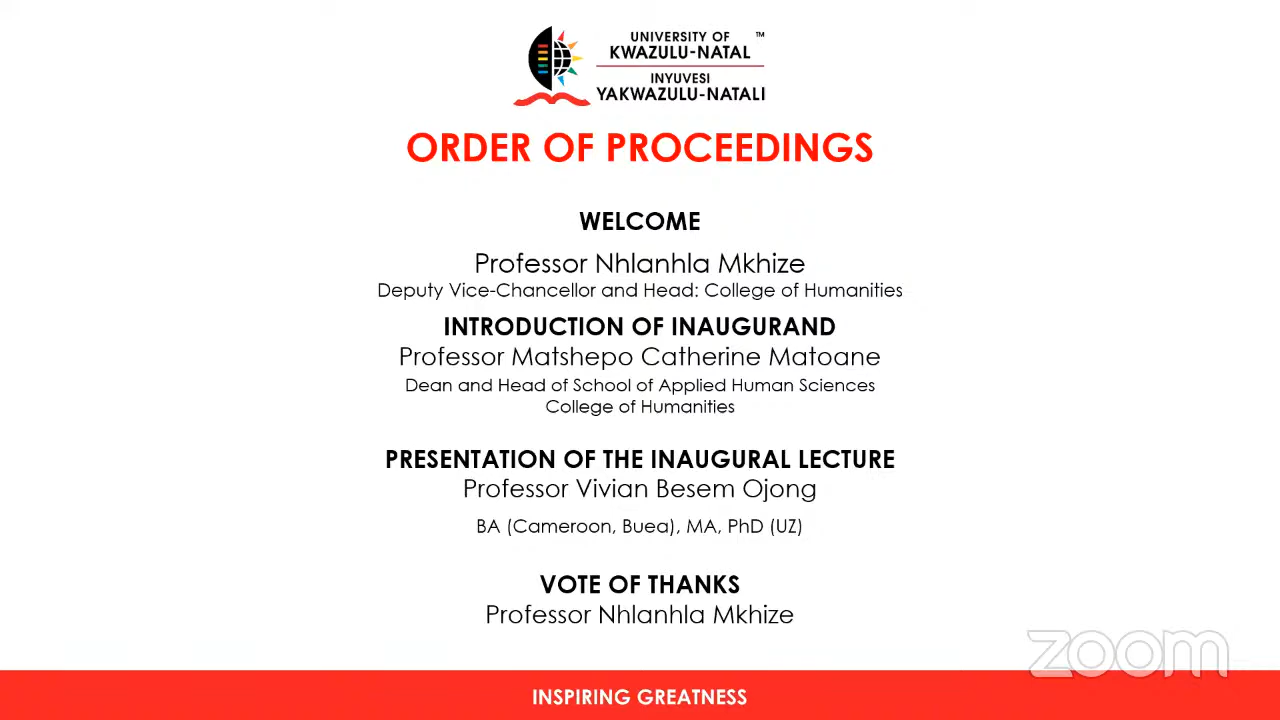 UNIVERSITY OF ™
KWAZULU-NATAL
INYUVESI
YAKWAZULU-NATALI
ORDER OF PROCEEDINGS
WELCOME
Professor Nhlanhla Mkhize
Deputy Vice-Chancellor and Head: College of Humanities
INTRODUCTION OF INAUGURAND
Professor Matshepo Catherine Matoane
Dean and Head of School of Applied Human Sciences
College of Humanities
PRESENTATION OF THE INAUGURAL LECTURE
Professor Vivian Besem Ojong
BA (Cameroon, Buea), MA, PhD (UZ)
VOTE OF THANKS
Professor Nhlanhla Mkhize
zoom
INSPIRING GREATNESS